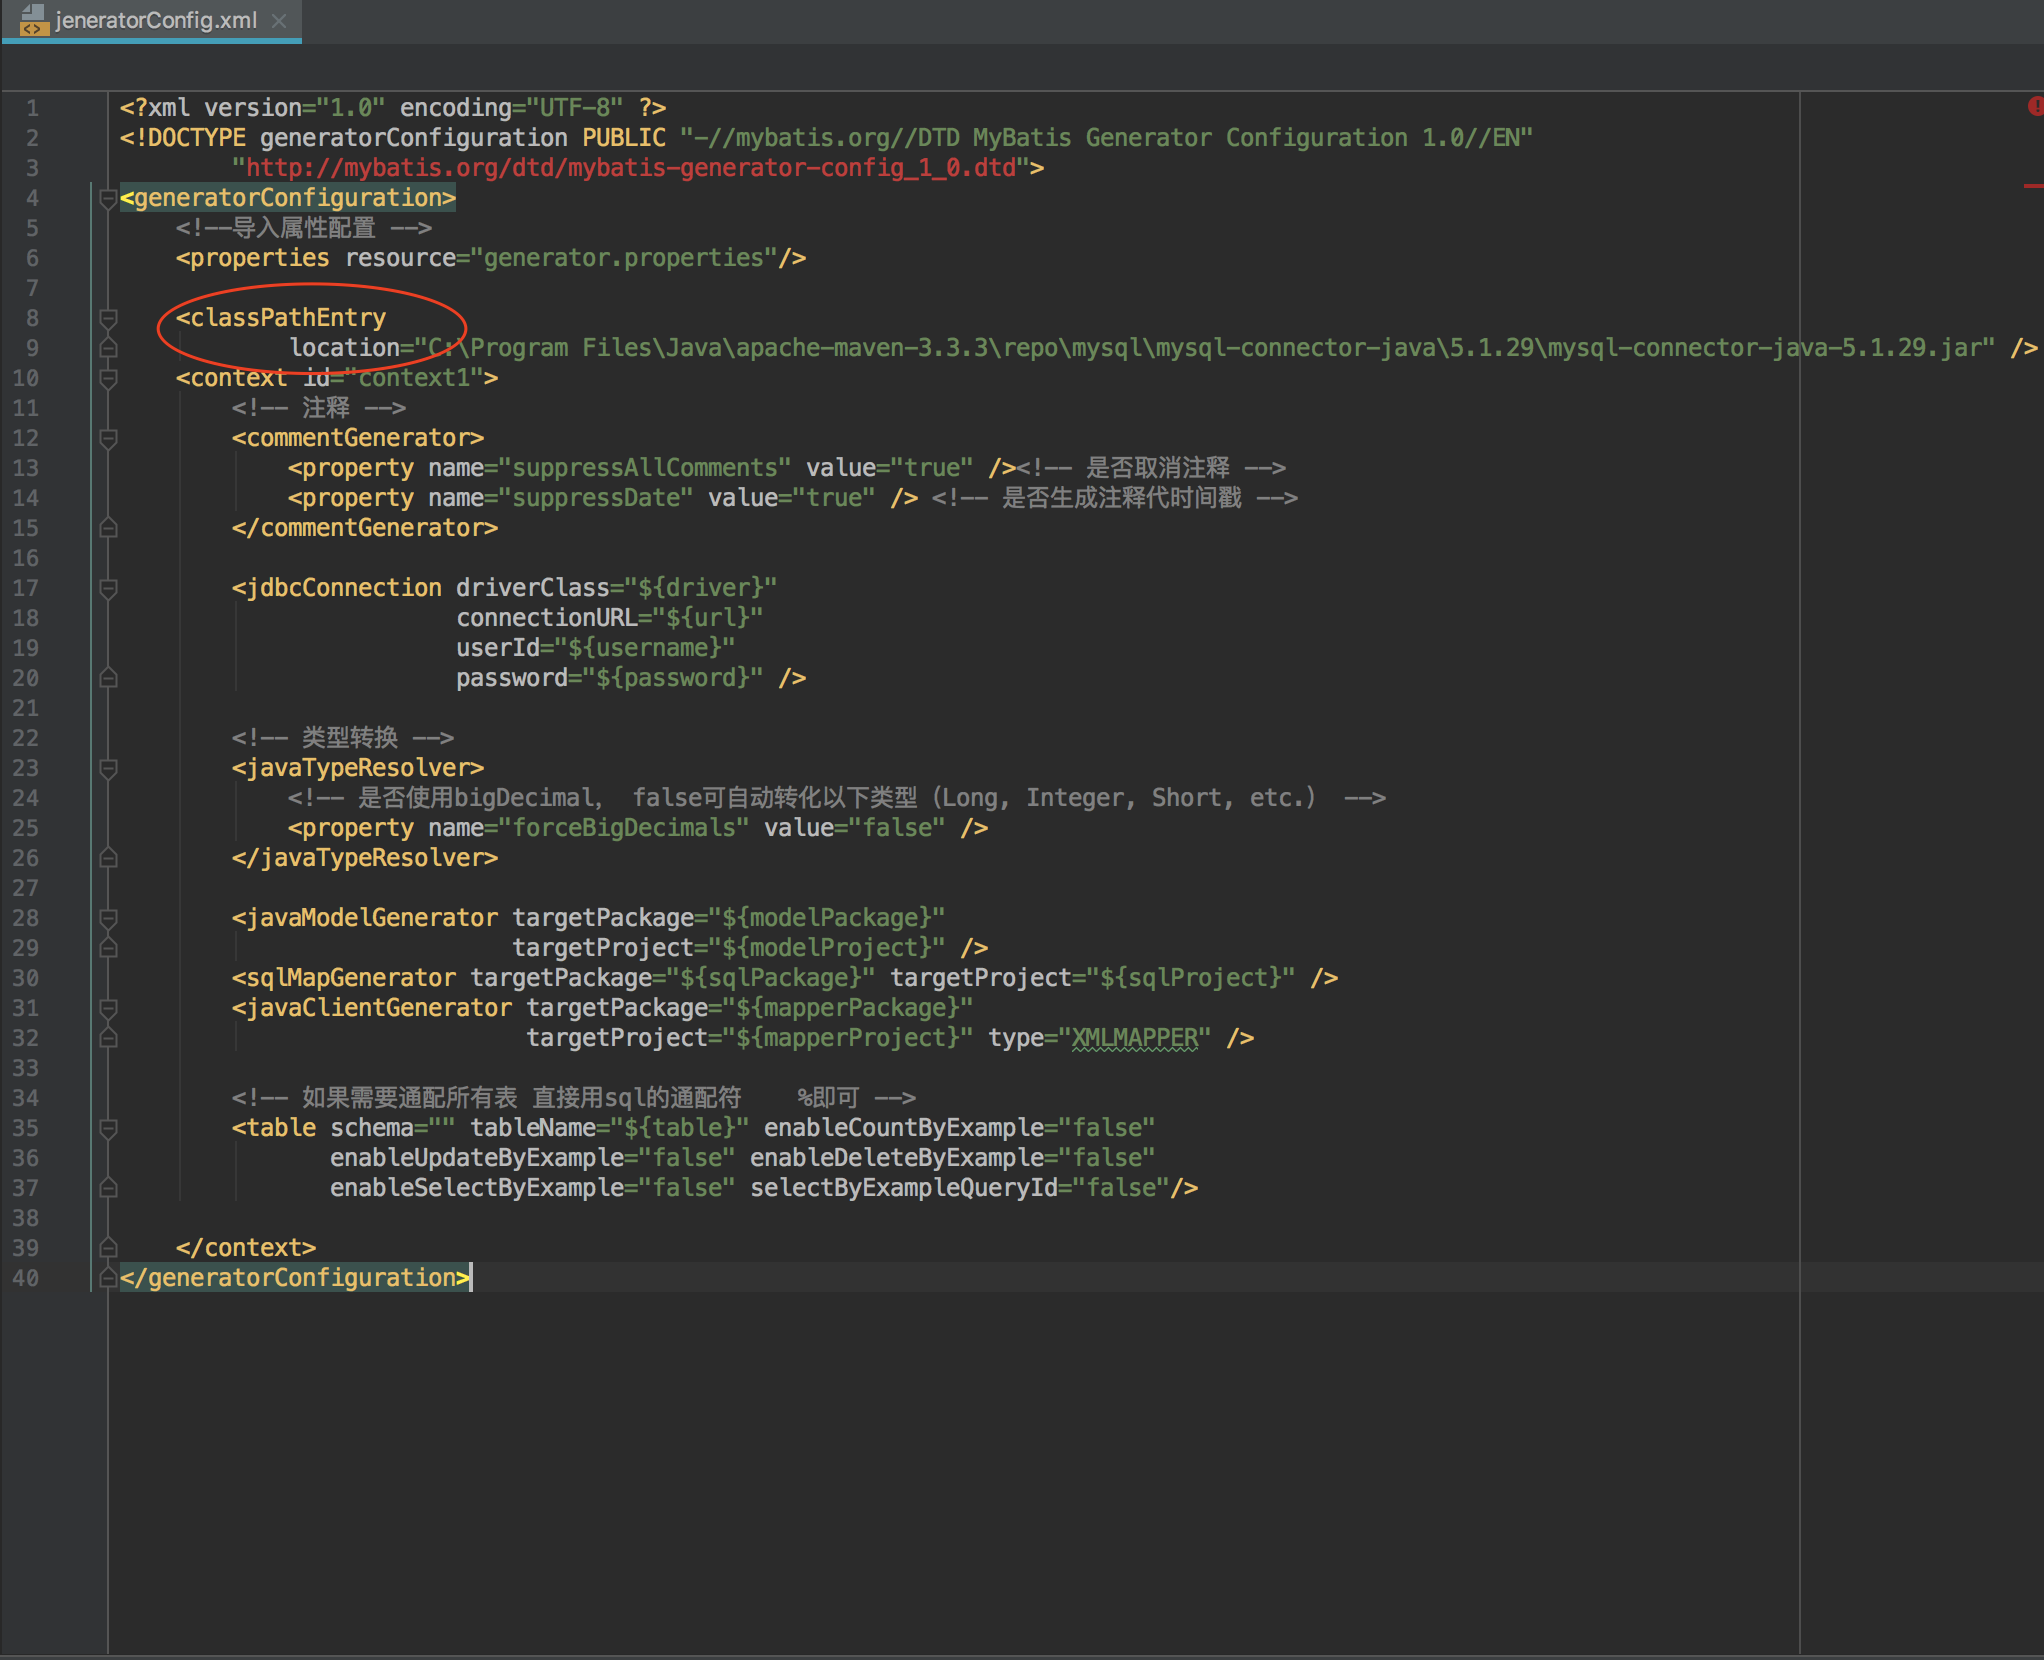 jeneratorConfig.xml
1 <?xml version="1.0" encoding="UTF-8" ?>
2 <!DOCTYPE generatorConfiguration PUBLIC "-//mybatis.org//DTD MyBatis Generator Configuration 1.0//EN"
3 "http://mybatis.org/dtd/mybatis-generator-config_1_0.dtd">
4 <generatorConfiguration>
5 <!--导入属性配置 -->
6 <properties resource="generator.properties"/>
7
8 <classPathEntry
9 location="C:\Program Files\Java\apache-maven-3.3.3\repo\mysql\mysql-connector-java\5.1.29\mysql-connector-java-5.1.29.jar" />
10 <context id="context1">
11 <!-- 注释 -->
12 <commentGenerator>
13 <property name="suppressAllComments" value="true" /><!-- 是否取消注释 -->
14 <property name="suppressDate" value="true" /> <!-- 是否生成注释代时间戳 -->
15 </commentGenerator>
16
17 <jdbcConnection driverClass="${driver}"
18 connectionURL="${url}"
19 userId="${username}"
20 password="${password}" />
21
22 <!-- 类型转换 -->
23 <javaTypeResolver>
24 <!-- 是否使用bigDecimal, false可自动转化以下类型（Long, Integer, Short, etc.） -->
25 <property name="forceBigDecimals" value="false" />
26 </javaTypeResolver>
27
28 <javaModelGenerator targetPackage="${modelPackage}"
29 targetProject="${modelProject}" />
30 <sqlMapGenerator targetPackage="${sqlPackage}" targetProject="${sqlProject}" />
31 <javaClientGenerator targetPackage="${mapperPackage}"
32 targetProject="${mapperProject}" type="XMLMAPPER" />
33
34 <!-- 如果需要通配所有表 直接用sql的通配符    %即可 -->
35 <table schema="" tableName="${table}" enableCountByExample="false"
36 enableUpdateByExample="false" enableDeleteByExample="false"
37 enableSelectByExample="false" selectByExampleQueryId="false"/>
38
39 </context>
40 </generatorConfiguration>